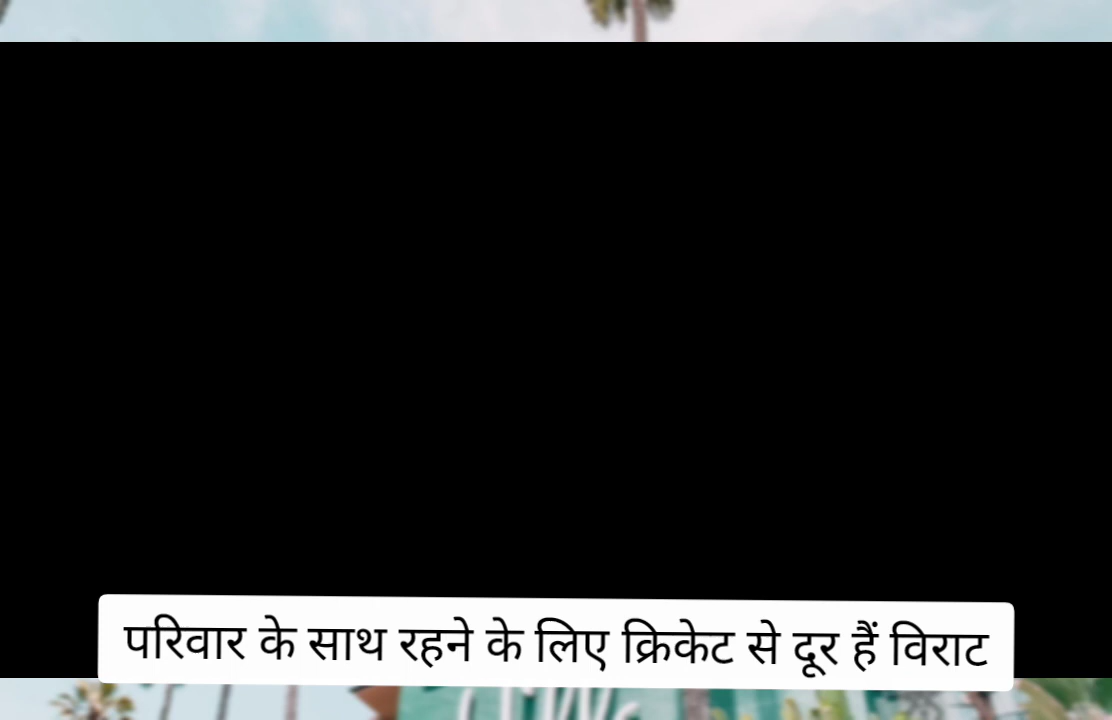 परिवार के साथ रहने के लिए क्रिकेट से दूर हैं विराट